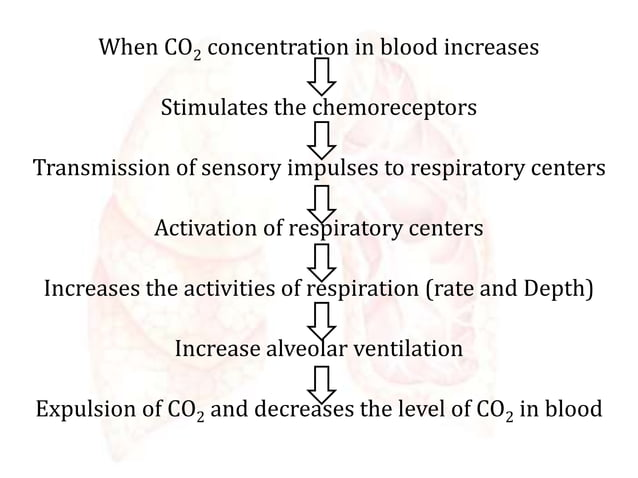 When CO₂ concentration in blood increases
Stimulates the chemoreceptors
Transmission of sensory impulses to respiratory centers
Activation of respiratory centers
Increases the activities of respiration (rate and Depth)
Increase alveolar ventilation
Expulsion of CO₂ and decreases the level of CO₂ in blood